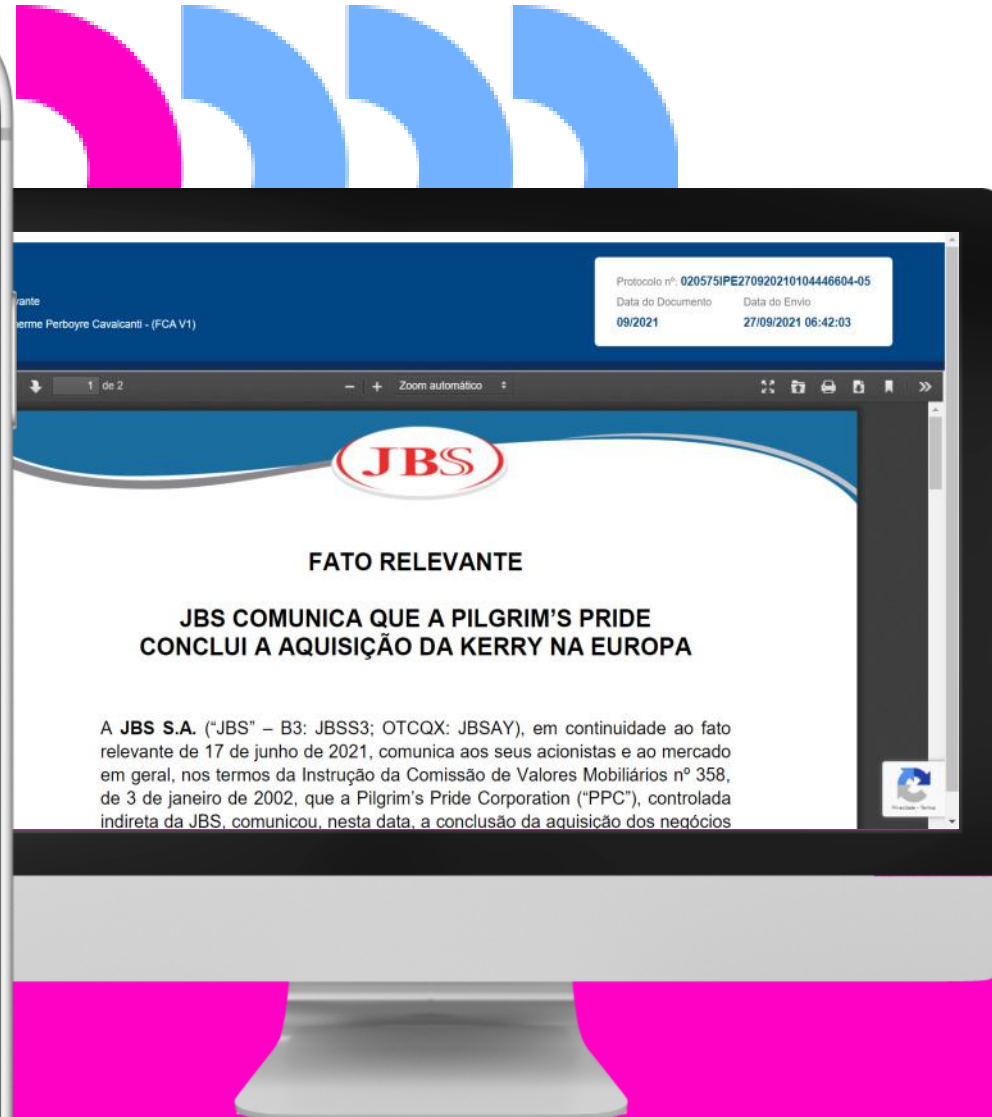 Protocolo nº: 020575IPE270920210104446604-05
Data do Documento Data do Envio
09/2021 27/09/2021 06:42:03
Perboyre Cavalcanti - (FCA V1)
1 de 2
Zoom automático
JBS
FATO RELEVANTE
JBS COMUNICA QUE A PILGRIM’S PRIDE
CONCLUI A AQUISIÇÃO DA KERRY NA EUROPA
A JBS S.A. (“JBS” – B3: JBSS3; OTCQX: JBSAY), em continuidade ao fato
relevante de 17 de junho de 2021, comunica aos seus acionistas e ao mercado
em geral, nos termos da Instrução da Comissão de Valores Mobiliários nº 358,
de 3 de janeiro de 2002, que a Pilgrim’s Pride Corporation (“PPC”), controlada
indireta da JBS, comunicou, nesta data, a conclusão da aquisição dos negócios
Privacidade - Termos